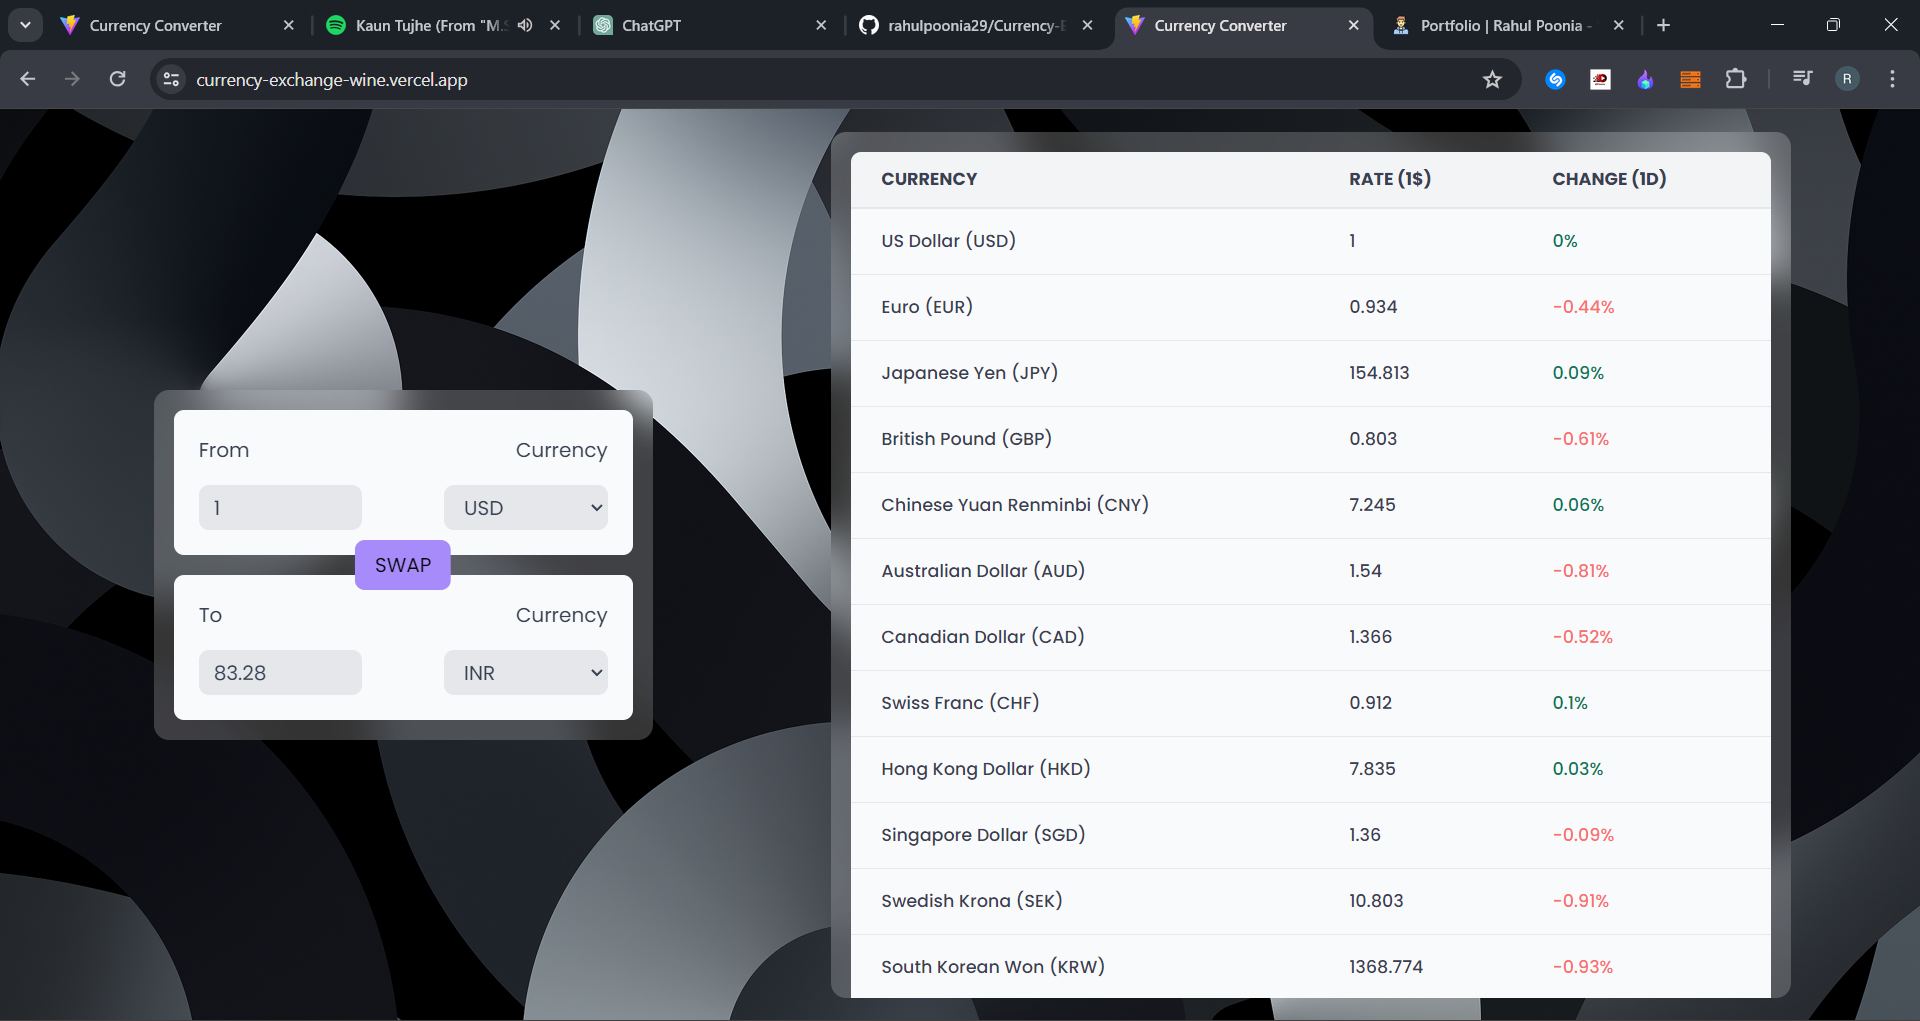 Currency Converter
Kaun Tujhe (From "M.S
ChatGPT
rahulpoonia29/Currency-E
Currency Converter
Portfolio | Rahul Poonia -
currency-exchange-wine.vercel.app
R
From Currency
1 USD
SWAP
To Currency
83.28 INR
CURRENCY RATE (1$) CHANGE (1D)
US Dollar (USD) 1 0%
Euro (EUR) 0.934 -0.44%
Japanese Yen (JPY) 154.813 0.09%
British Pound (GBP) 0.803 -0.61%
Chinese Yuan Renminbi (CNY) 7.245 0.06%
Australian Dollar (AUD) 1.54 -0.81%
Canadian Dollar (CAD) 1.366 -0.52%
Swiss Franc (CHF) 0.912 0.1%
Hong Kong Dollar (HKD) 7.835 0.03%
Singapore Dollar (SGD) 1.36 -0.09%
Swedish Krona (SEK) 10.803 -0.91%
South Korean Won (KRW) 1368.774 -0.93%